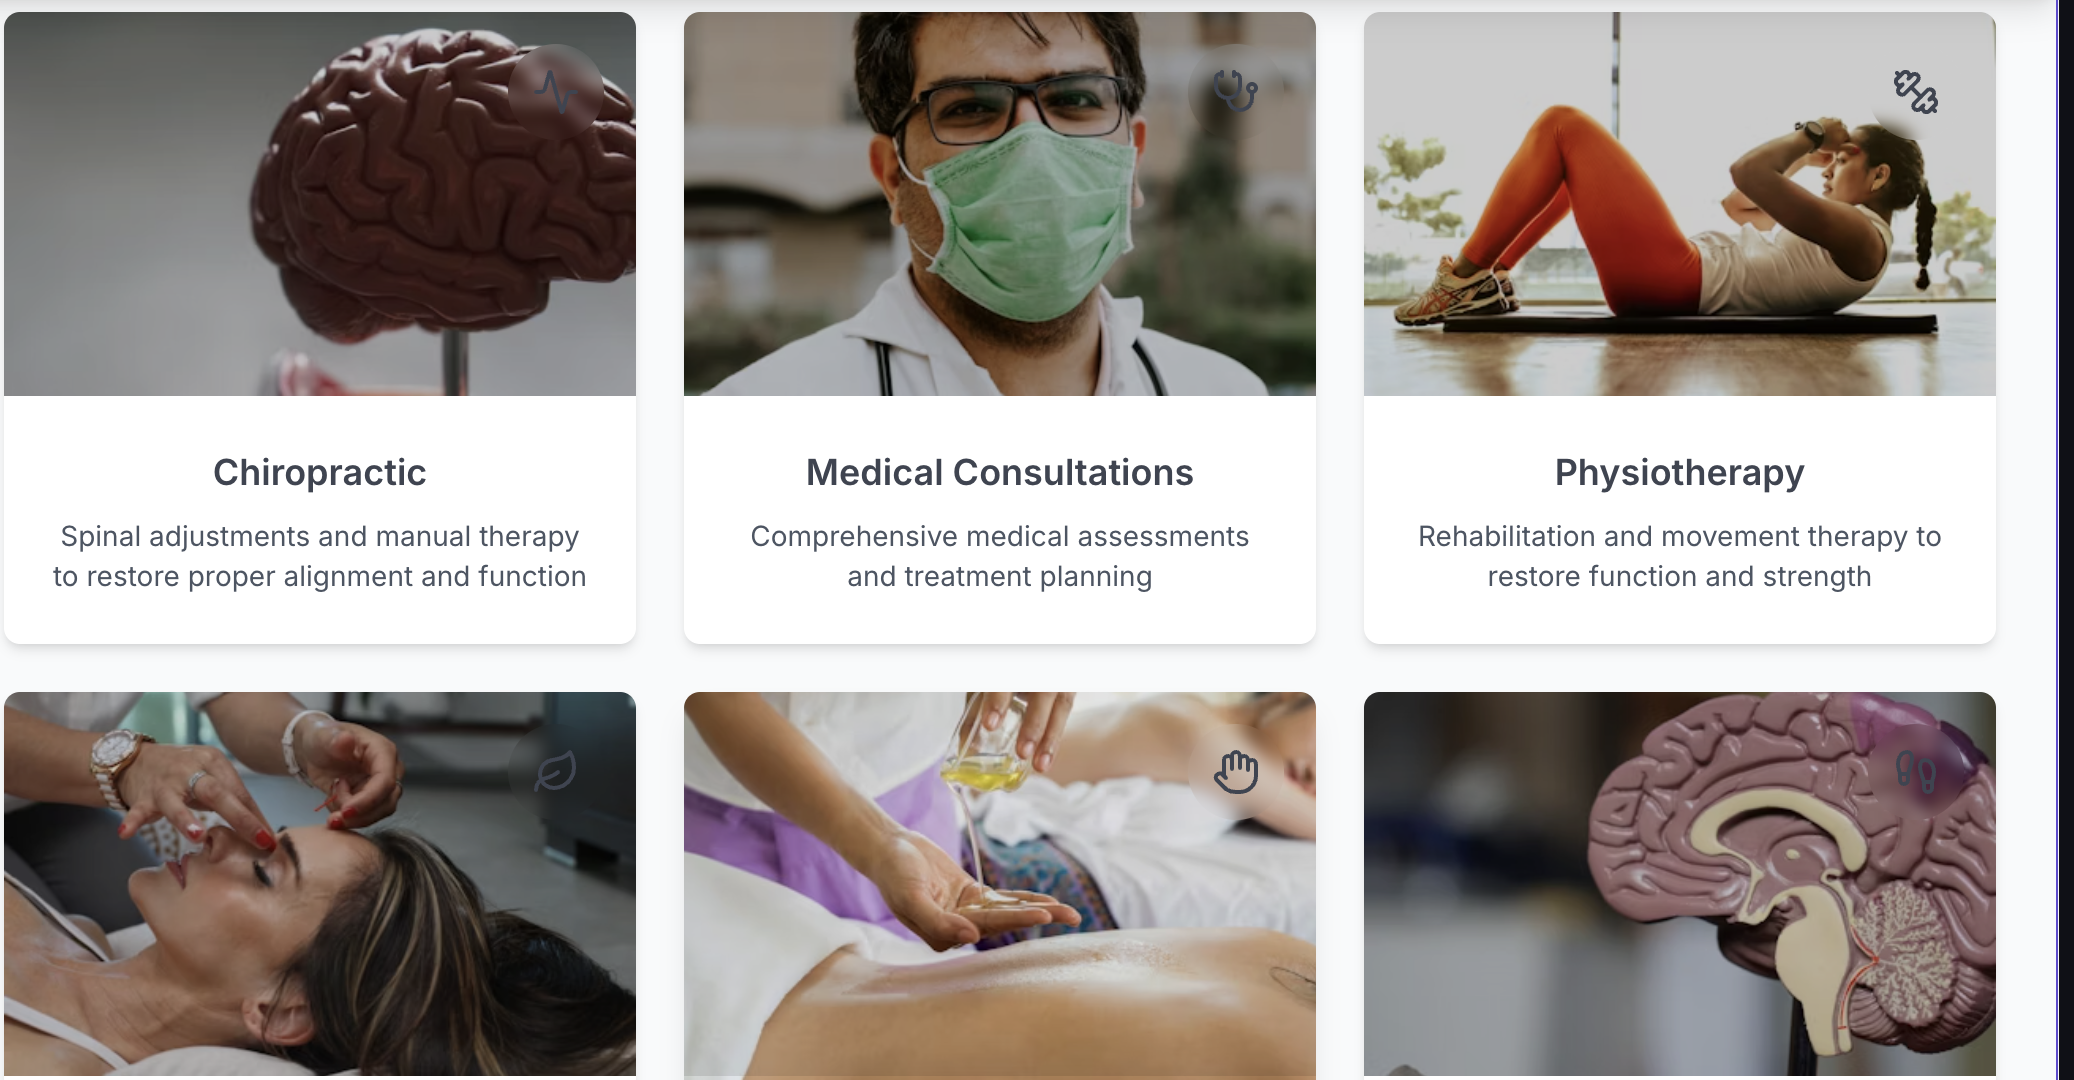 Chiropractic
Spinal adjustments and manual therapy
to restore proper alignment and function
Medical Consultations
Comprehensive medical assessments
and treatment planning
Physiotherapy
Rehabilitation and movement therapy to
restore function and strength